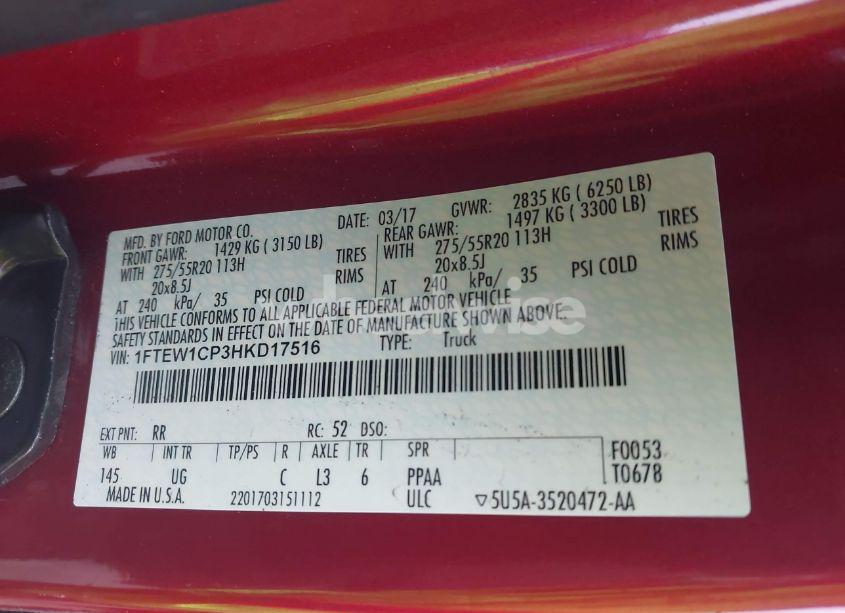 MFD. BY FORD MOTOR CO. DATE: 03/17 GVWR: 2835 KG ( 6250 LB)
FRONT GAWR: 1429 KG ( 3150 LB) REAR GAWR: 1497 KG ( 3300 LB)
WITH 275/55R20 113H TIRES WITH 275/55R20 113H TIRES
20x8.5J RIMS 20x8.5J RIMS
AT 240 kPa/ 35 PSI COLD AT 240 kPa/ 35 PSI COLD
THIS VEHICLE CONFORMS TO ALL APPLICABLE FEDERAL MOTOR VEHICLE
SAFETY STANDARDS IN EFFECT ON THE DATE OF MANUFACTURE SHOWN ABOVE.
VIN: 1FTEW1CP3HKD17516 TYPE: Truck
EXT PNT: RR RC: 52 DSO:
WB INT TR TP/PS R AXLE TR SPR F0053
145 UG C L3 6 PPAA T0678
MADE IN U.S.A. 2201703151112 ULC ▽5U5A-3520472-AA